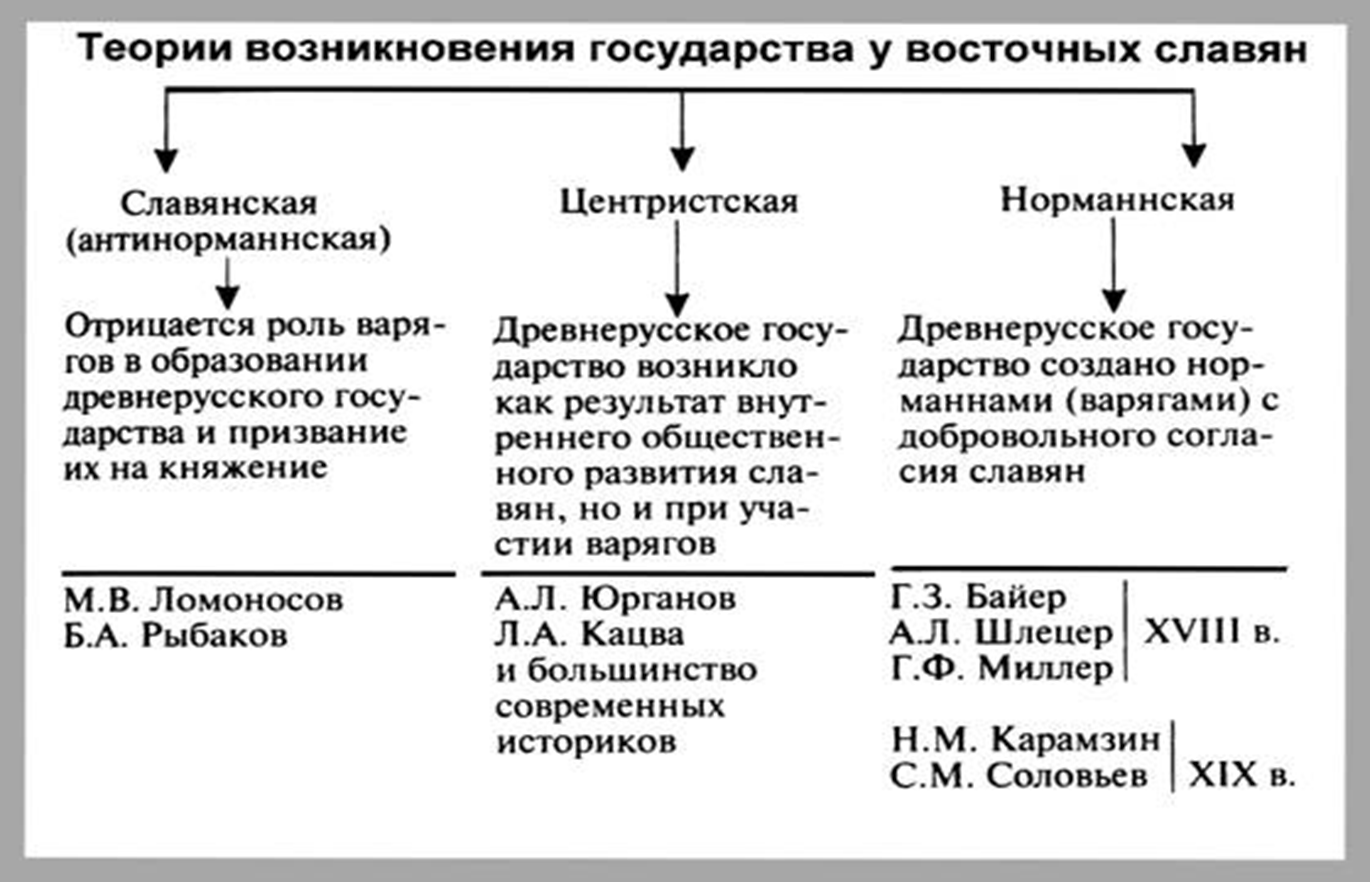 Теории возникновения государства у восточных славян
Славянская
(антинорманнская)
Отрицается роль варя-
гов в образовании
древнерусского госу-
дарства и призвание
их на княжение
М.В. Ломоносов
Б.А. Рыбаков
Центристская
Древнерусское госу-
дарство возникло
как результат внут-
реннего обществен-
ного развития сла-
вян, но и при уча-
стии варягов
А.Л. Юрганов
Л.А. Кацва
и большинство
современных
историков
Норманнская
Древнерусское госу-
дарство создано нор-
маннами (варягами) с
добровольного согла-
сия славян
Г.З. Байер
А.Л. Шлецер
Г.Ф. Миллер
XVIII в.
Н.М. Карамзин
С.М. Соловьев
XIX в.